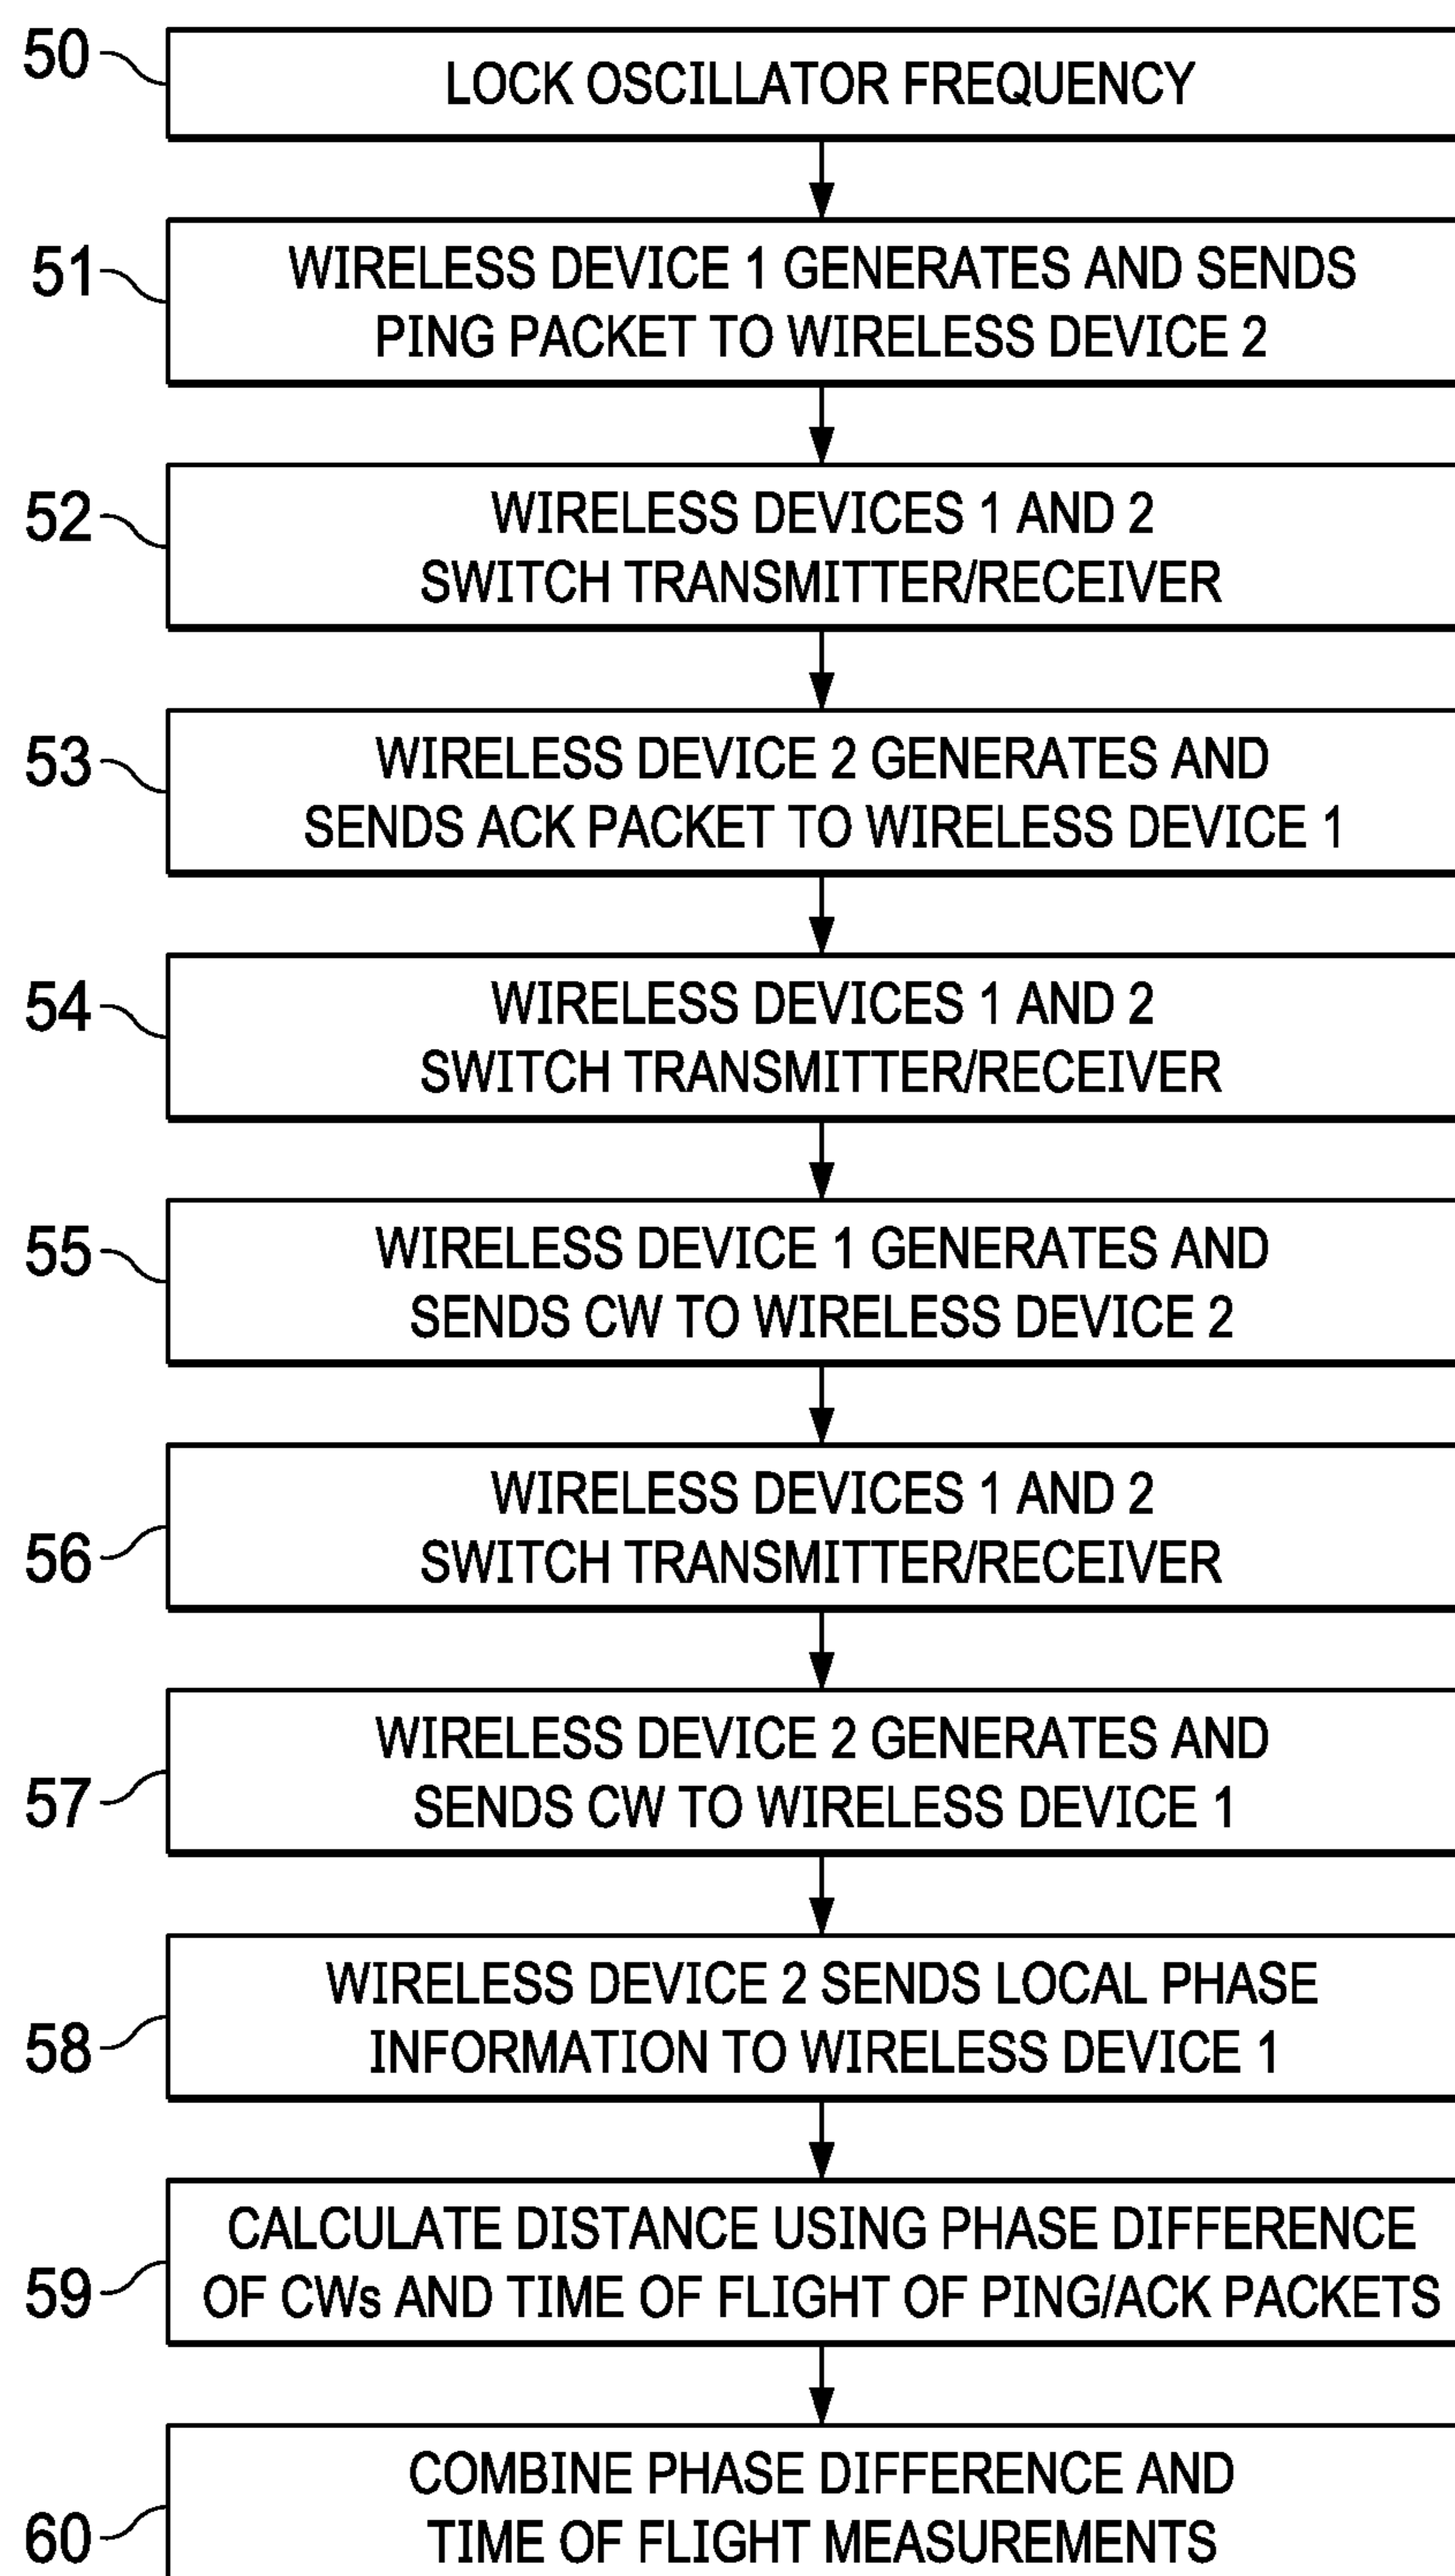 50
LOCK OSCILLATOR FREQUENCY
51
WIRELESS DEVICE 1 GENERATES AND SENDS
PING PACKET TO WIRELESS DEVICE 2
52
WIRELESS DEVICES 1 AND 2
SWITCH TRANSMITTER/RECEIVER
53
WIRELESS DEVICE 2 GENERATES AND
SENDS ACK PACKET TO WIRELESS DEVICE 1
54
WIRELESS DEVICES 1 AND 2
SWITCH TRANSMITTER/RECEIVER
55
WIRELESS DEVICE 1 GENERATES AND
SENDS CW TO WIRELESS DEVICE 2
56
WIRELESS DEVICES 1 AND 2
SWITCH TRANSMITTER/RECEIVER
57
WIRELESS DEVICE 2 GENERATES AND
SENDS CW TO WIRELESS DEVICE 1
58
WIRELESS DEVICE 2 SENDS LOCAL PHASE
INFORMATION TO WIRELESS DEVICE 1
59
CALCULATE DISTANCE USING PHASE DIFFERENCE
OF CWs AND TIME OF FLIGHT OF PING/ACK PACKETS
60
COMBINE PHASE DIFFERENCE AND
TIME OF FLIGHT MEASUREMENTS